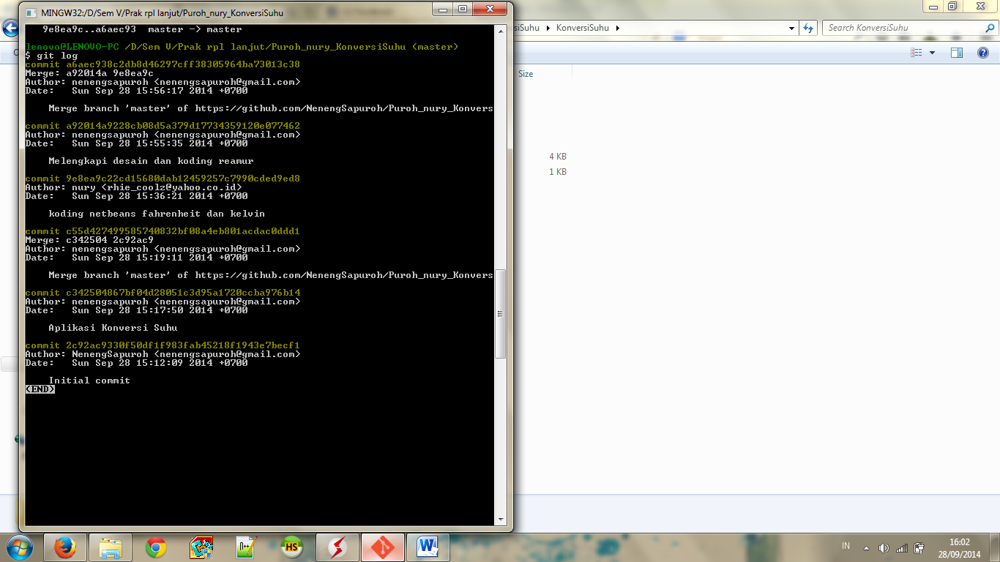 MINGW32:/D/Sem V/Prak rpl lanjut/Puroh_nury_KonversiSuhu
9e8ea9c..a6aec93  master -> master
lenovo@LENOVO-PC /D/Sem V/Prak rpl lanjut/Puroh_nury_KonversiSuhu (master)
$ git log
commit a6aec938c2db8d46297cff38305964ba73013c38
Merge: a92014a 9e8ea9c
Author: nenengsapuroh <nenengsapuroh@gmail.com>
Date:   Sun Sep 28 15:56:17 2014 +0700
Merge branch 'master' of https://github.com/NenengSapuroh/Puroh_nury_Konvers
commit a92014a9228cb08d5a379d17734359120e077462
Author: nenengsapuroh <nenengsapuroh@gmail.com>
Date:   Sun Sep 28 15:55:35 2014 +0700
Melengkapi desain dan koding reamur
commit 9e8ea9c22cd15680dab12459257c7990cded9ed8
Author: nury <rhie_coolz@yahoo.co.id>
Date:   Sun Sep 28 15:36:21 2014 +0700
koding netbeans fahrenheit dan kelvin
commit c55d427499585740832bf08a4eb801acdac0ddd1
Merge: c342504 2c92ac9
Author: nenengsapuroh <nenengsapuroh@gmail.com>
Date:   Sun Sep 28 15:19:11 2014 +0700
Merge branch 'master' of https://github.com/NenengSapuroh/Puroh_nury_Konvers
commit c342504867bf04d28051c3d95a1720ccba976b14
Author: nenengsapuroh <nenengsapuroh@gmail.com>
Date:   Sun Sep 28 15:17:50 2014 +0700
Aplikasi Konversi Suhu
commit 2c92ac9330f50df1f983fab45218f1943e7becf1
Author: NenengSapuroh <nenengsapuroh@gmail.com>
Date:   Sun Sep 28 15:12:09 2014 +0700
Initial commit
(END)
siSuhu KonversiSuhu
Search KonversiSuhu
Size
4 KB
1 KB
HS
IN
16:02
28/09/2014